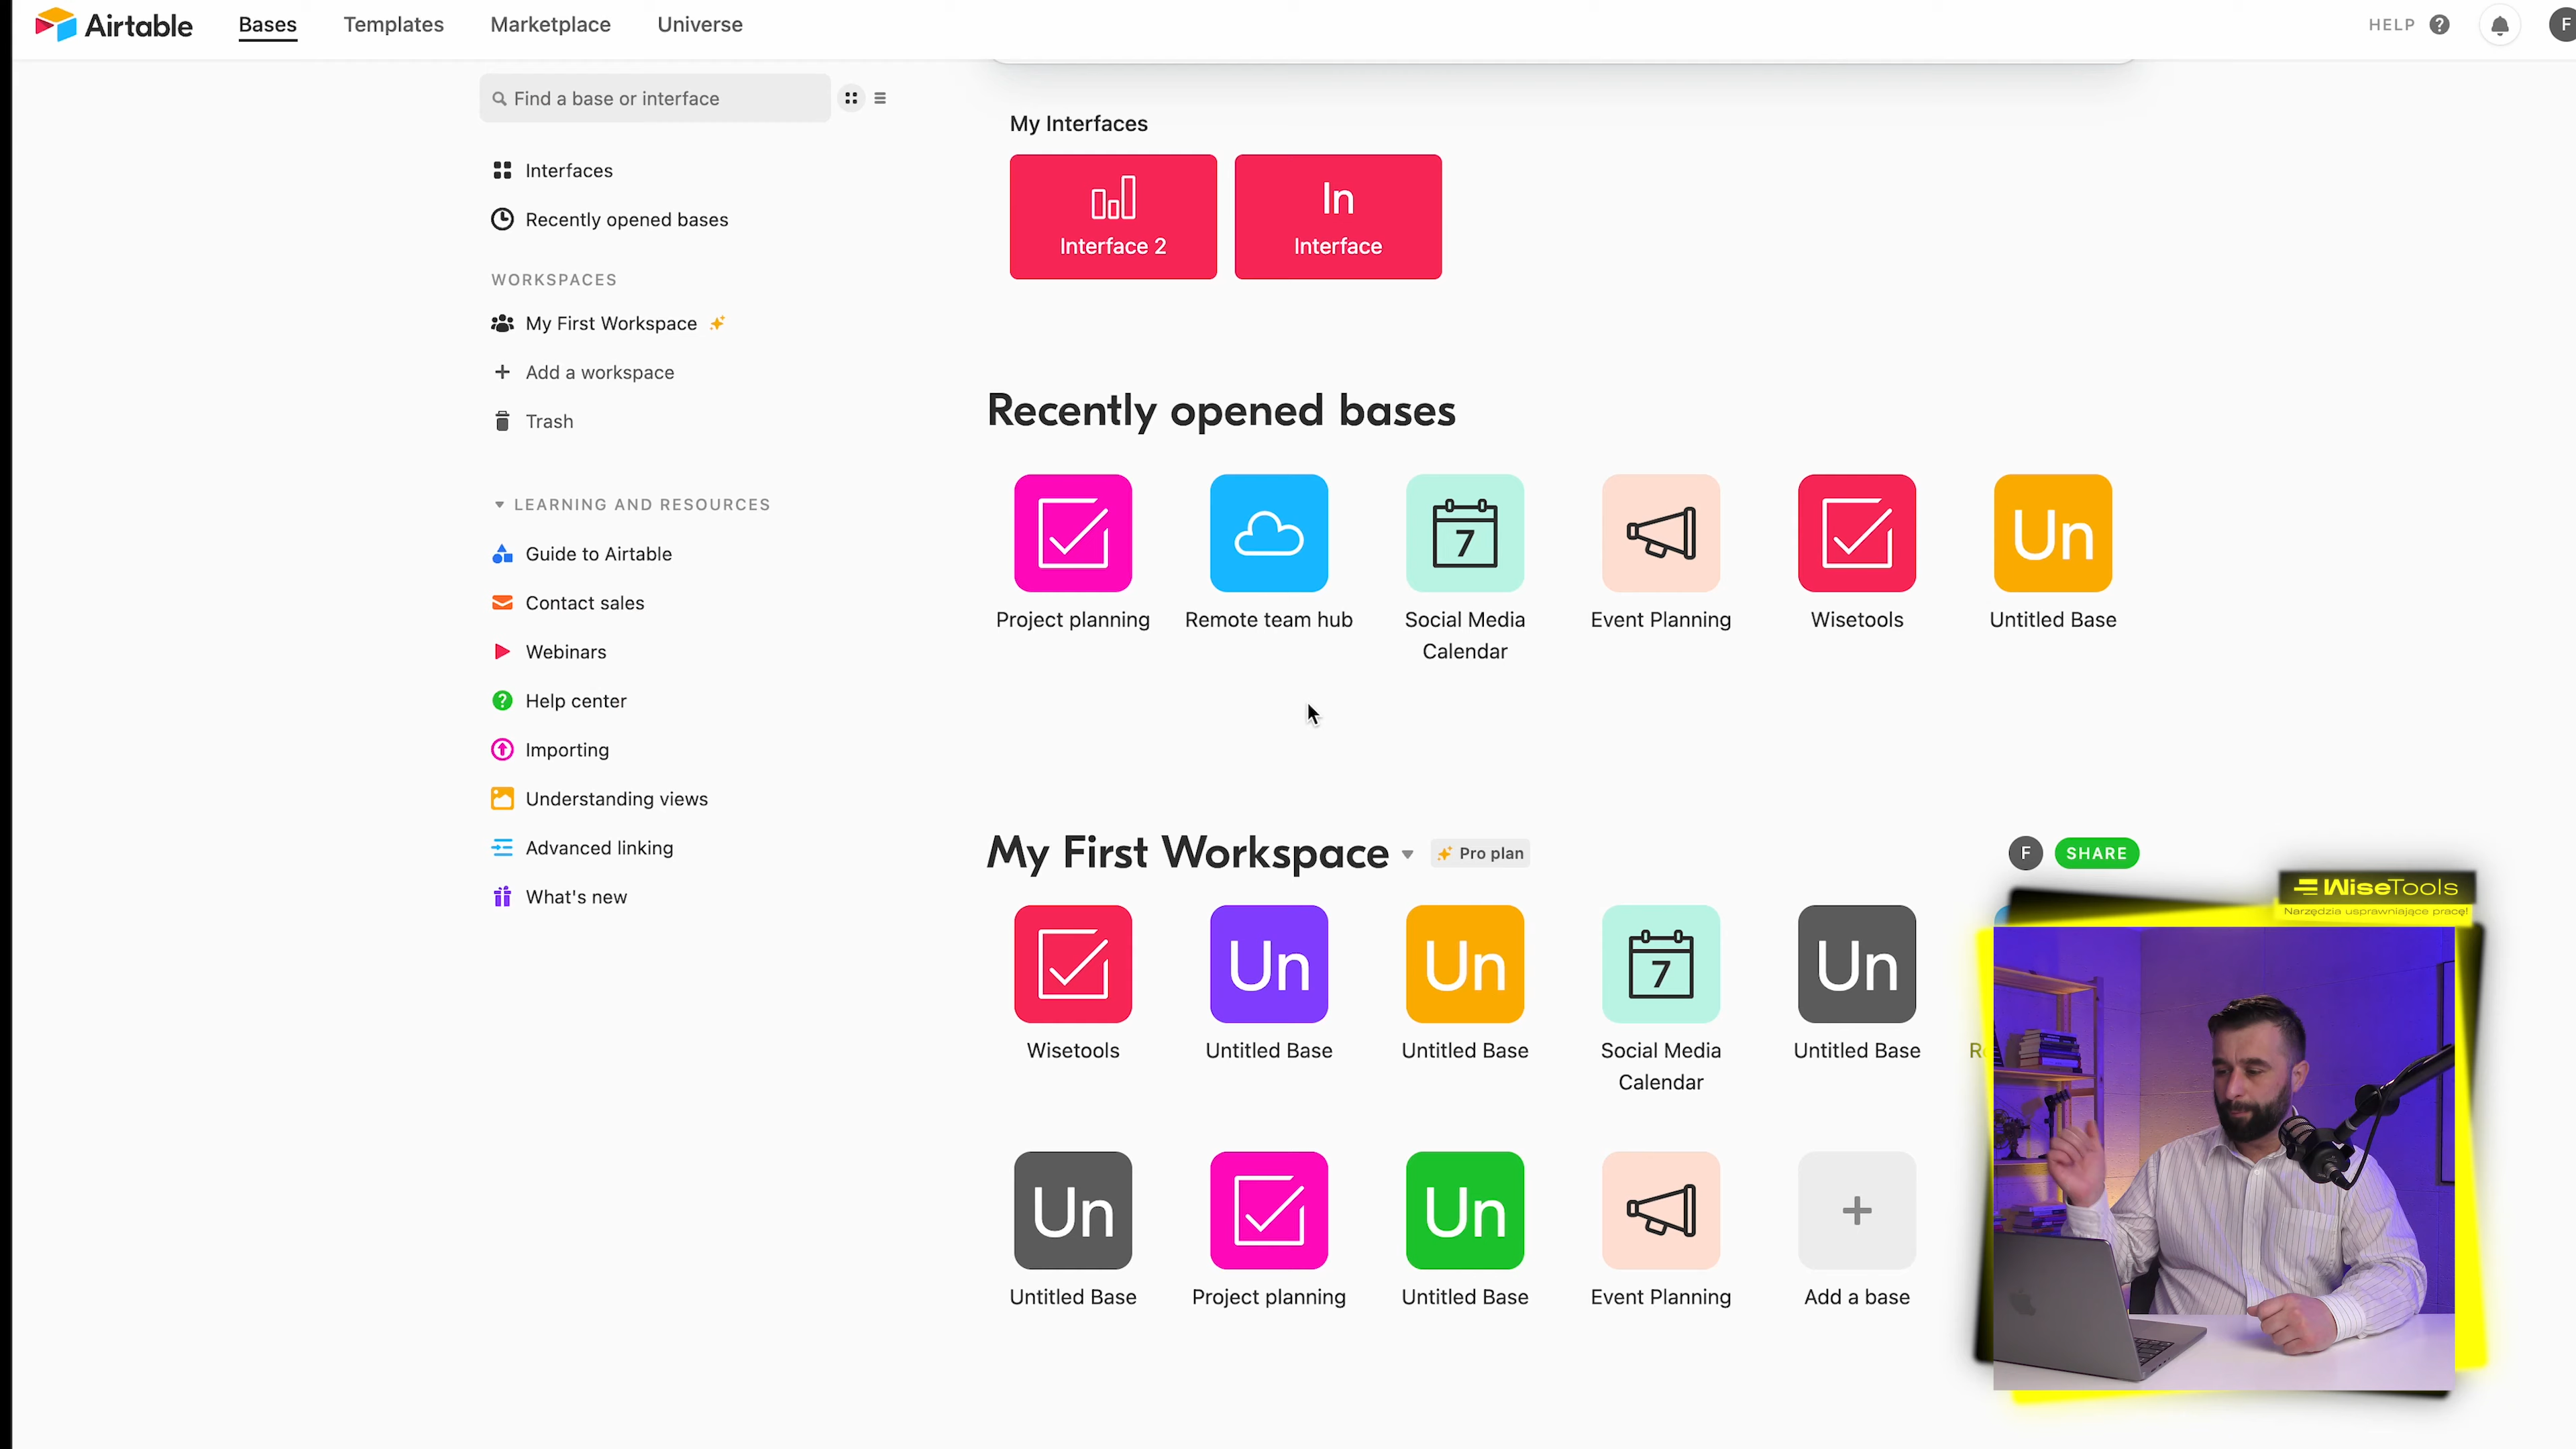 Airtable
Bases
Templates
Marketplace
Universe
HELP
F
Find a base or interface
Interfaces
Recently opened bases
WORKSPACES
My First Workspace
Add a workspace
Trash
LEARNING AND RESOURCES
Guide to Airtable
Contact sales
Webinars
Help center
Importing
Understanding views
Advanced linking
What's new
My Interfaces
Interface 2
In
Interface
Recently opened bases
Project planning
Remote team hub
7
Social Media
Calendar
Event Planning
Wisetools
Un
Untitled Base
My First Workspace
Pro plan
F
SHARE
Wisetools
Un
Untitled Base
Un
Untitled Base
7
Social Media
Calendar
Un
Untitled Base
Un
Untitled Base
Project planning
Un
Untitled Base
Event Planning
Add a base
WiseTools
Narzędzia usprawniające pracę!